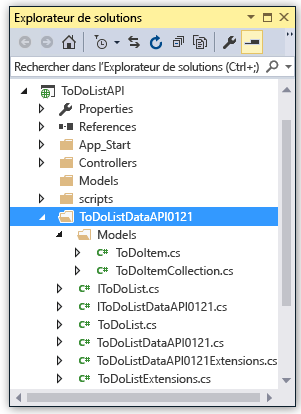 Explorateur de solutions
Rechercher dans l'Explorateur de solutions (Ctrl+;)
ToDoListAPI
Properties
References
App_Start
Controllers
Models
scripts
ToDoListDataAPI0121
Models
C# ToDoItem.cs
C# ToDoItemCollection.cs
C# IToDoList.cs
C# IToDoListDataAPI0121.cs
C# ToDoList.cs
C# ToDoListDataAPI0121.cs
C# ToDoListDataAPI0121Extensions.cs
C# ToDoListExtensions.cs